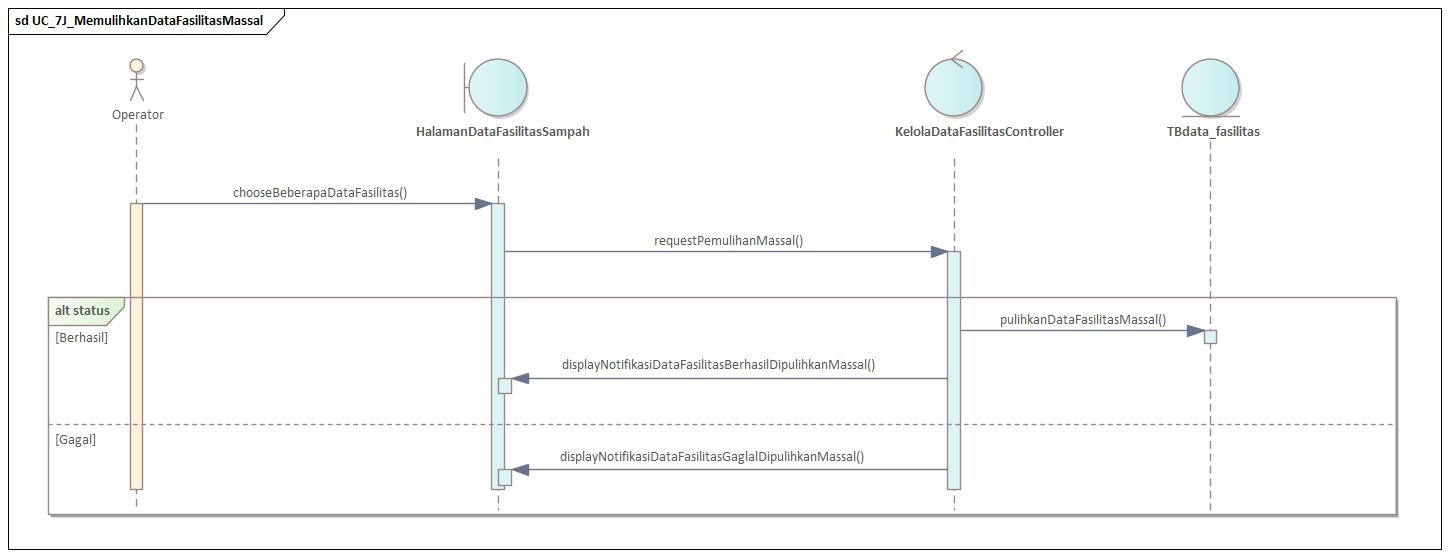 sd UC_7J_MemulihkanDataFasilitasMassal
Operator
HalamanDataFasilitasSampah
KelolaDataFasilitasController
TBdata_fasilitas
chooseBeberapaDataFasilitas()
requestPemulihanMassal()
alt status
[Berhasil]
pulihkanDataFasilitasMassal()
displayNotifikasiDataFasilitasBerhasilDipulihkanMassal()
[Gagal]
displayNotifikasiDataFasilitasGaglalDipulihkanMassal()